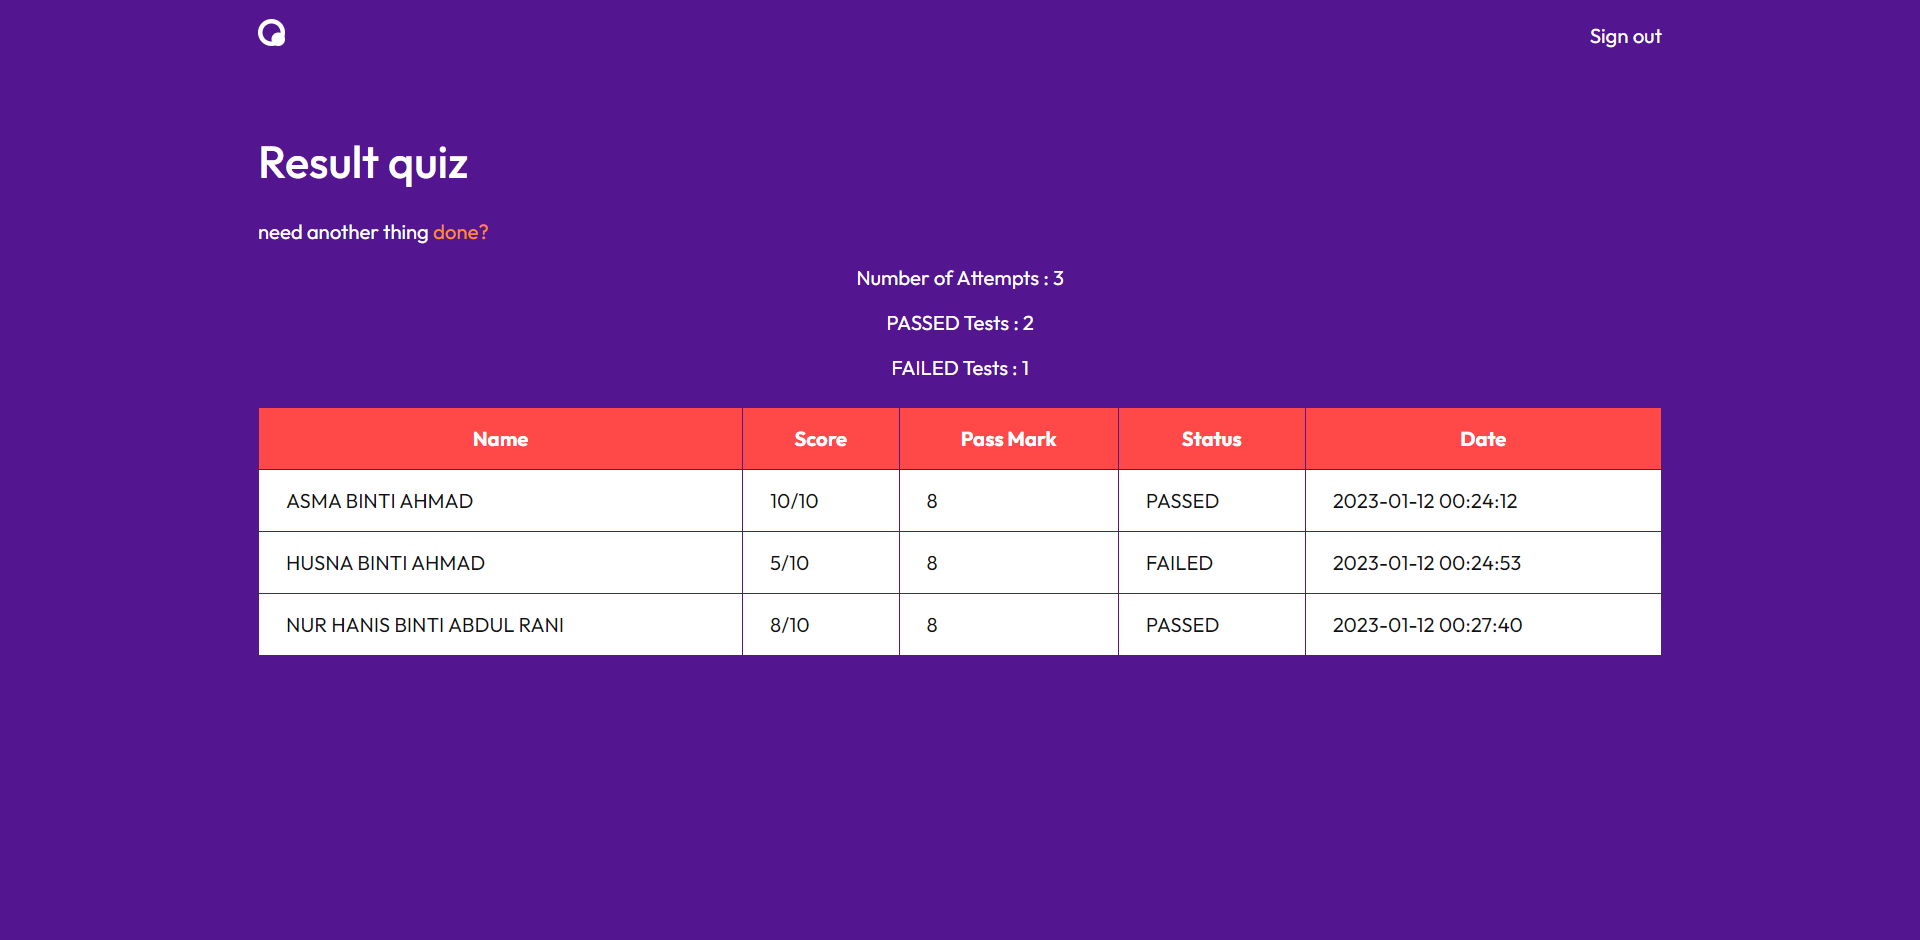 Sign out
Result quiz
need another thing done?
Number of Attempts : 3
PASSED Tests : 2
FAILED Tests : 1
Name Score Pass Mark Status Date
ASMA BINTI AHMAD 10/10 8 PASSED 2023-01-12 00:24:12
HUSNA BINTI AHMAD 5/10 8 FAILED 2023-01-12 00:24:53
NUR HANIS BINTI ABDUL RANI 8/10 8 PASSED 2023-01-12 00:27:40